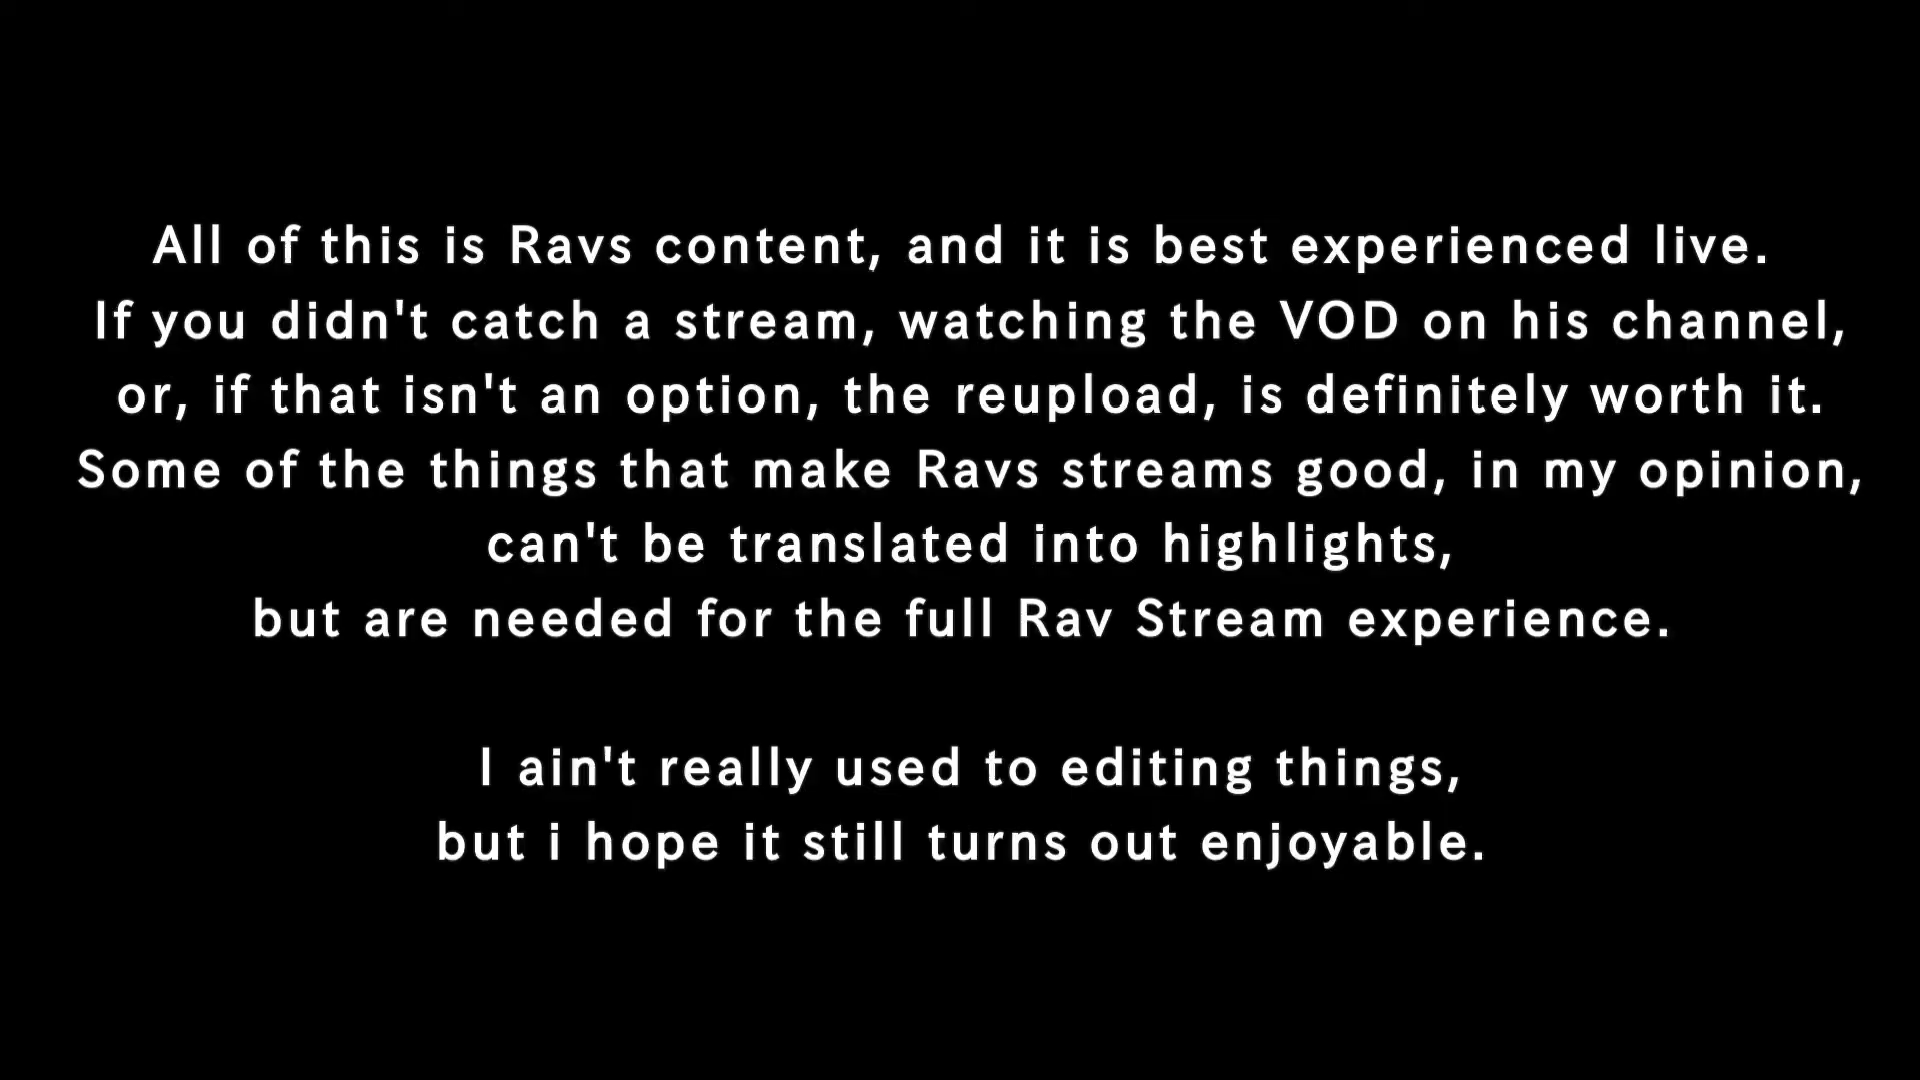 All of this is Ravs content, and it is best experienced live.
If you didn't catch a stream, watching the VOD on his channel,
or, if that isn't an option, the reupload, is definitely worth it.
Some of the things that make Ravs streams good, in my opinion,
can't be translated into highlights,
but are needed for the full Rav Stream experience.
I ain't really used to editing things,
but i hope it still turns out enjoyable.